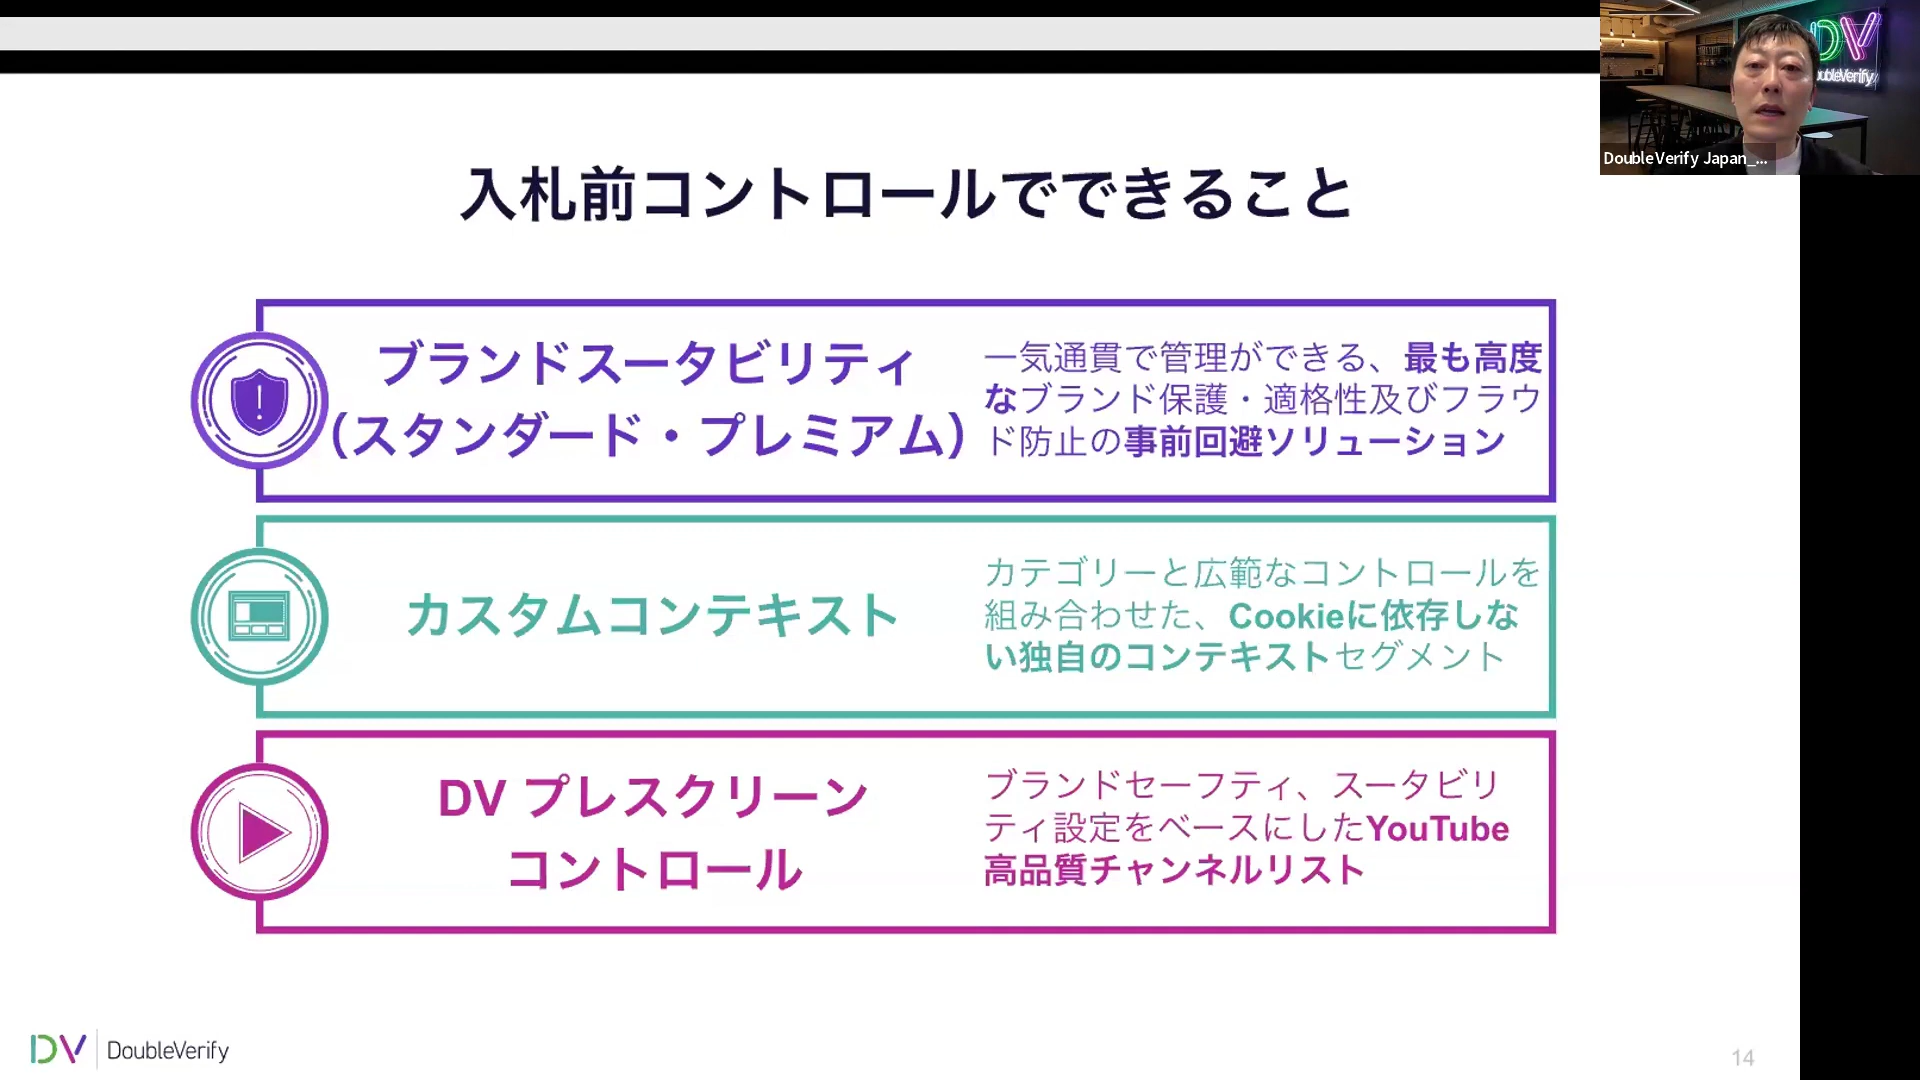 DV
DoubleVerify
DoubleVerify Japan_...
入札前コントロールでできること
ブランドスータビリティ
（スタンダード・プレミアム）
一気通貫で管理ができる、最も高度
なブランド保護・適格性及びフラウ
ド防止の事前回避ソリューション
カスタムコンテキスト
カテゴリーと広範なコントロールを
組み合わせた、Cookieに依存しな
い独自のコンテキストセグメント
DV プレスクリーン
コントロール
ブランドセーフティ、スータビリ
ティ設定をベースにしたYouTube
高品質チャンネルリスト
DV DoubleVerify
14